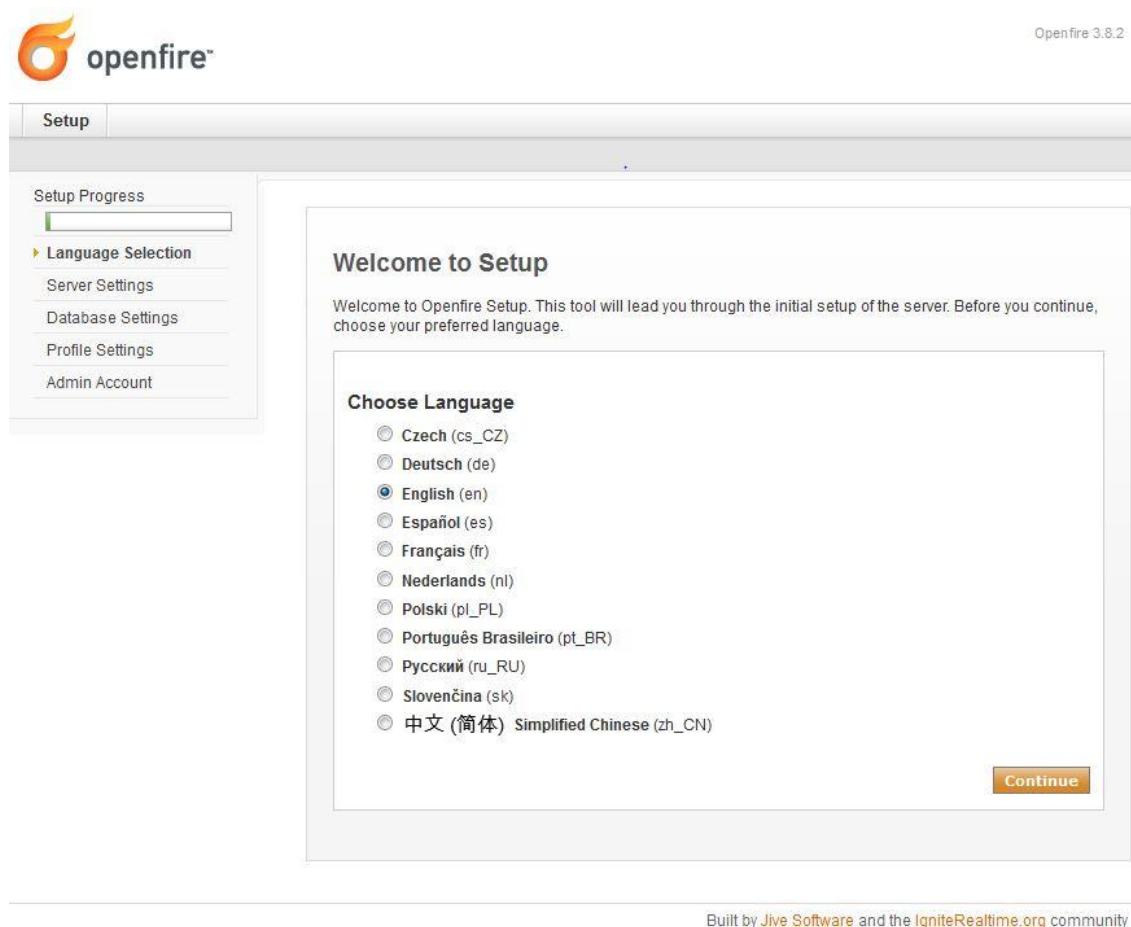 openfire™
Openfire 3.8.2
Setup
Setup Progress
Language Selection
Server Settings
Database Settings
Profile Settings
Admin Account
Welcome to Setup
Welcome to Openfire Setup. This tool will lead you through the initial setup of the server. Before you continue,
choose your preferred language.
Choose Language
Czech (cs_CZ)
Deutsch (de)
English (en)
Español (es)
Français (fr)
Nederlands (nl)
Polski (pl_PL)
Português Brasileiro (pt_BR)
Русский (ru_RU)
Slovenčina (sk)
中文 (简体) Simplified Chinese (zh_CN)
Continue
Built by Jive Software and the IgniteRealtime.org community